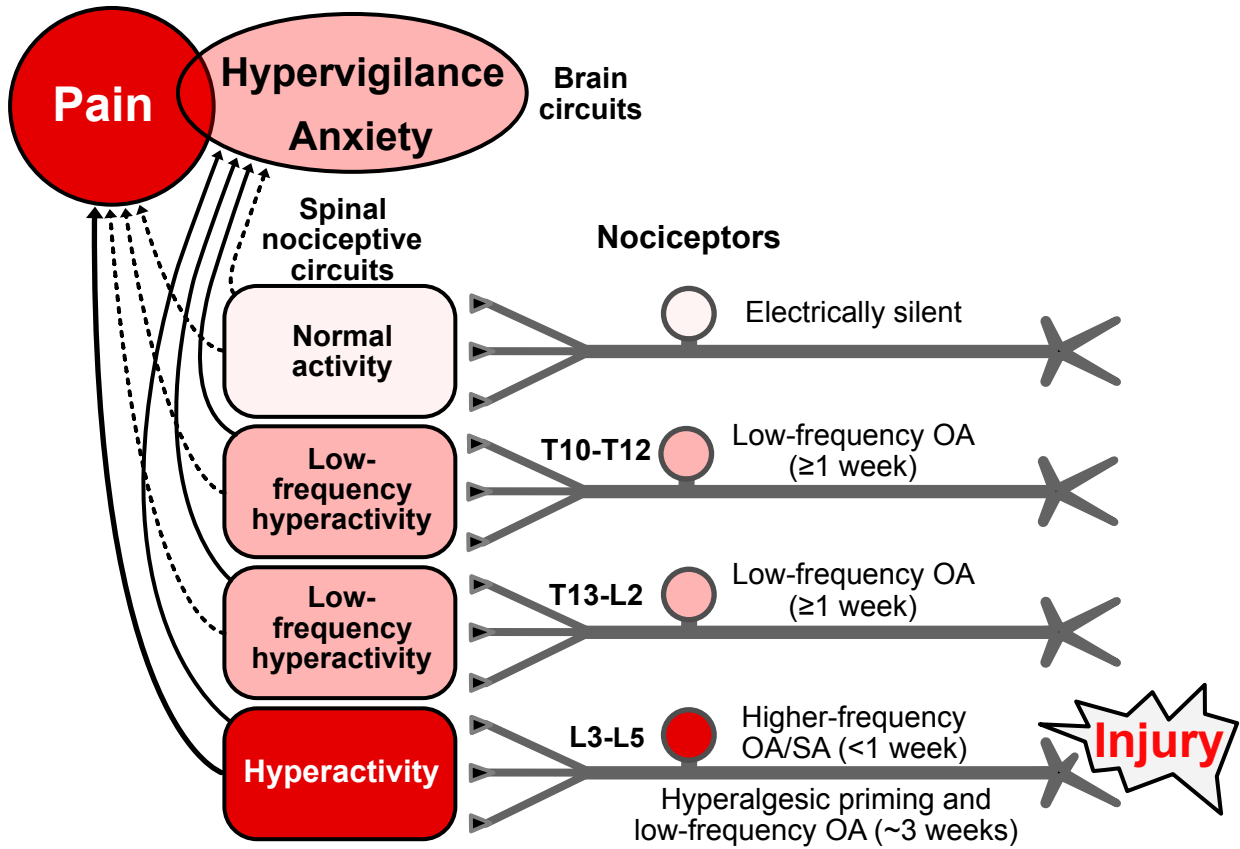 Pain
Hypervigilance
Anxiety
Brain
circuits
Spinal
nociceptive
circuits
Nociceptors
Normal
activity
Electrically silent
Low-
frequency
hyperactivity
T10-T12
Low-frequency OA
(≥1 week)
Low-
frequency
hyperactivity
T13-L2
Low-frequency OA
(≥1 week)
Hyperactivity
L3-L5
Higher-frequency
OA/SA (<1 week)
Hyperalgesic priming and
low-frequency OA (~3 weeks)
Injury